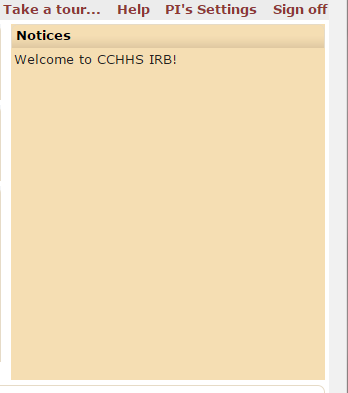 Take a tour... Help PI's Settings Sign off
Notices
Welcome to CCHHS IRB!